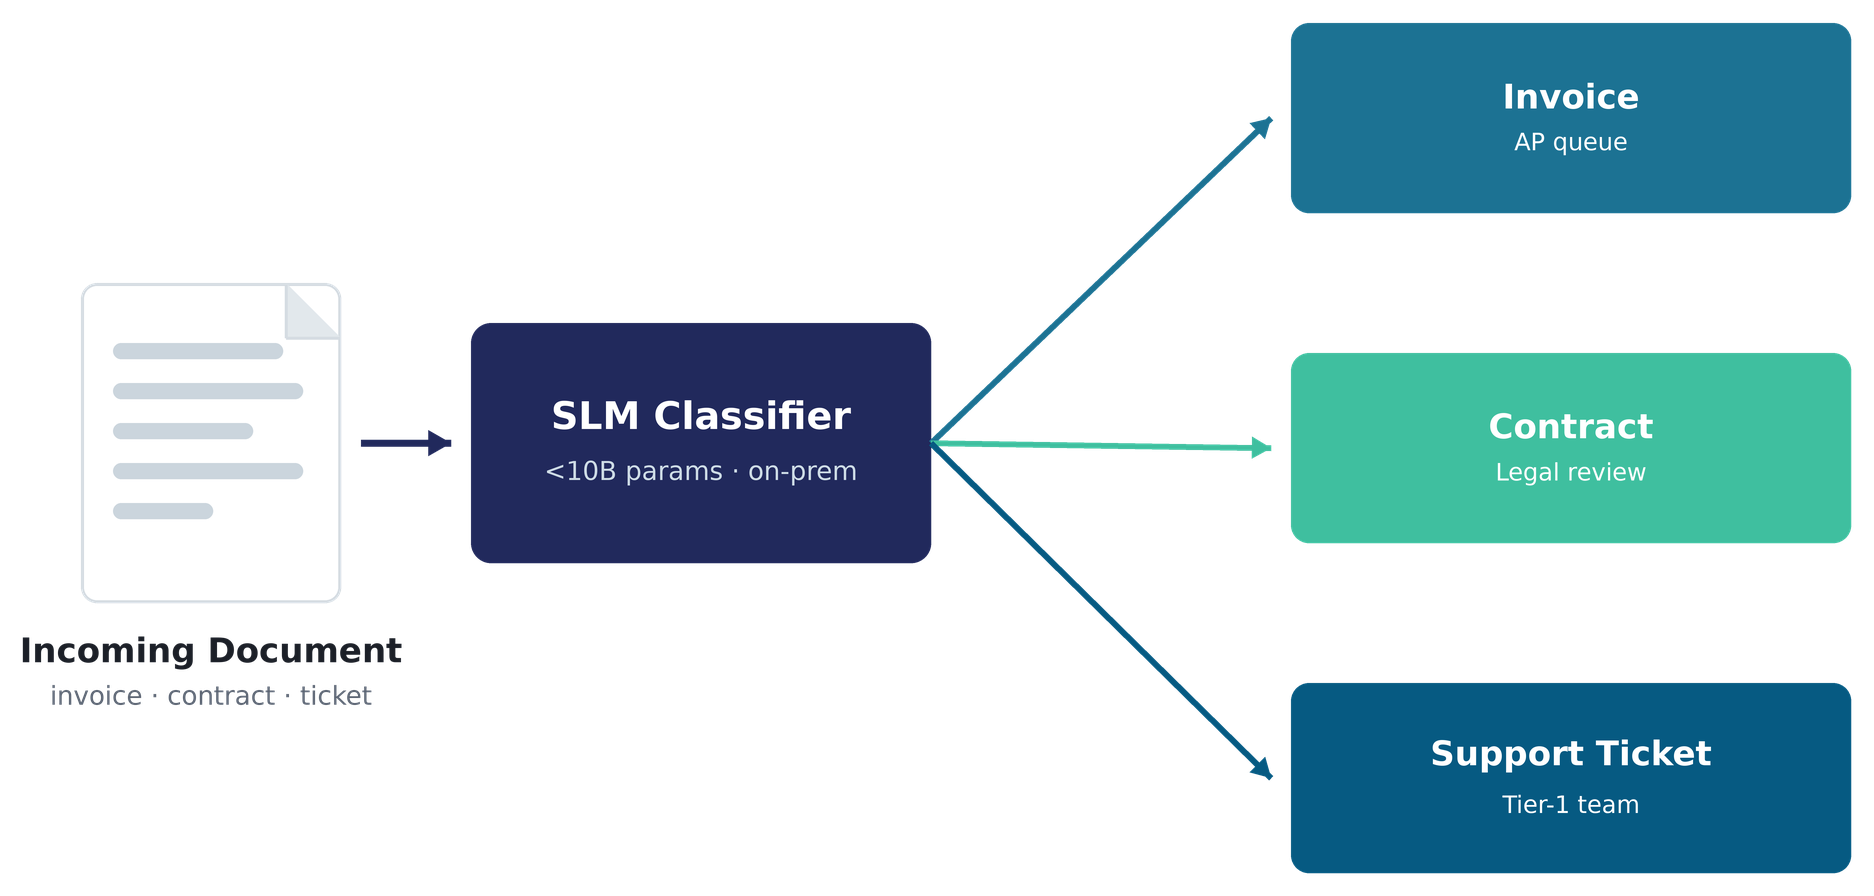 Incoming Document
invoice · contract · ticket
SLM Classifier
<10B params · on-prem
Invoice
AP queue
Contract
Legal review
Support Ticket
Tier-1 team